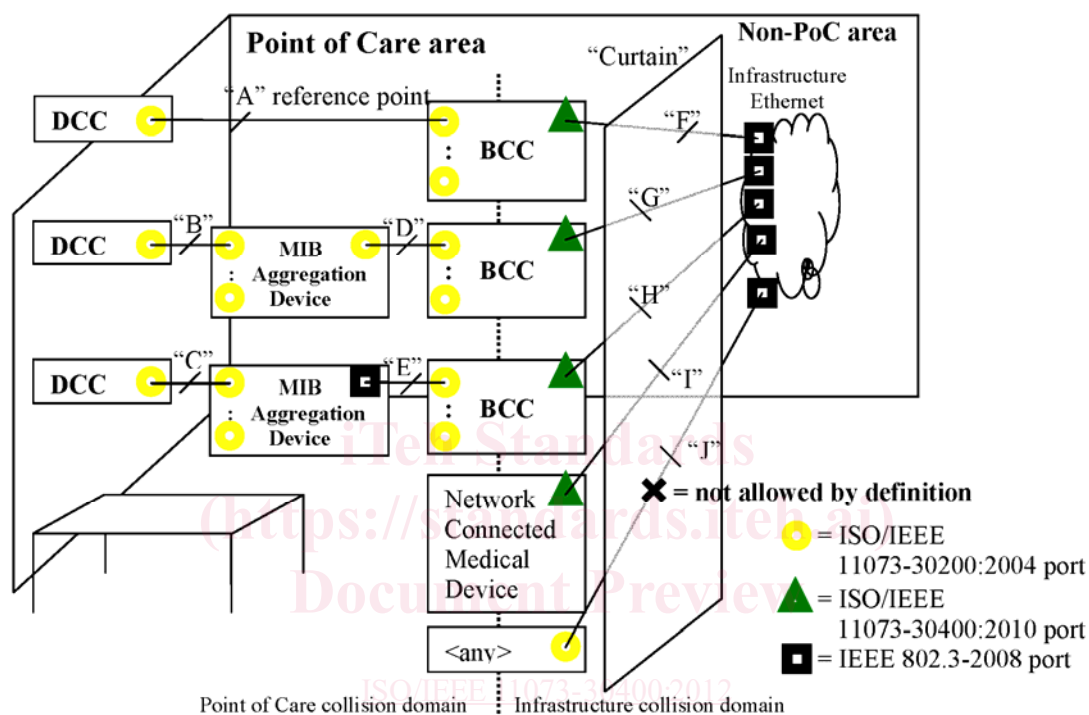 Point of Care area
Non-PoC area
"Curtain"
Infrastructure
Ethernet
"A" reference point
DCC
BCC
"F"
"G"
DCC
"B"
MIB
Aggregation
Device
"D"
BCC
"H"
DCC
"C"
MIB
Aggregation
Device
"E"
BCC
"I"
"J"
iTeh Standards
(https://standards.iteh.ai)
Document Preview
Network
Connected
Medical
Device
= not allowed by definition
= ISO/IEEE
11073-30200:2004 port
= ISO/IEEE
11073-30400:2010 port
= IEEE 802.3-2008 port
<any>
ISO/IEEE 11073-30400:2012
Point of Care collision domain
Infrastructure collision domain